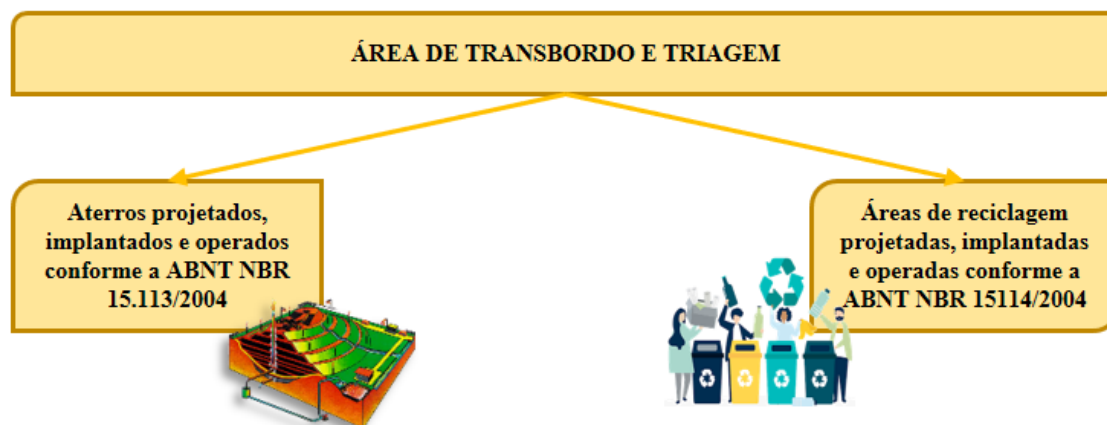 ÁREA DE TRANSBORDO E TRIAGEM
Aterros projetados,
implantados e operados
conforme a ABNT NBR
15.113/2004
Áreas de reciclagem
projetadas, implantadas
e operadas conforme a
ABNT NBR 15114/2004